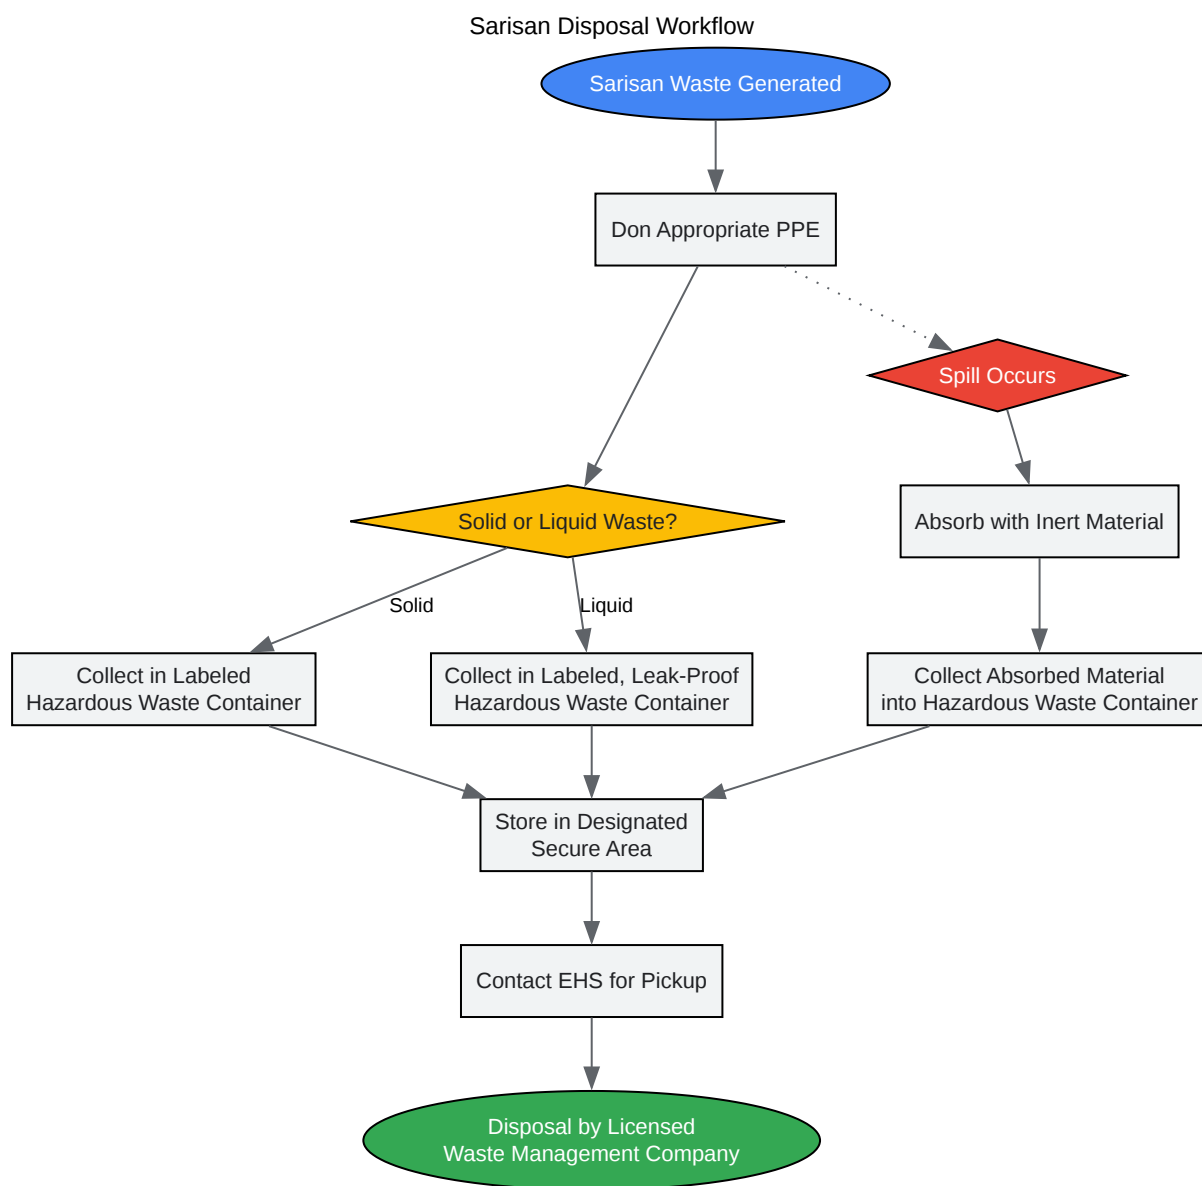 Sarisan Disposal Workflow
Sarisan Waste Generated
Don Appropriate PPE
Spill Occurs
Solid or Liquid Waste?
Absorb with Inert Material
Solid
Liquid
Collect in Labeled
Hazardous Waste Container
Collect in Labeled, Leak-Proof
Hazardous Waste Container
Collect Absorbed Material
into Hazardous Waste Container
Store in Designated
Secure Area
Contact EHS for Pickup
Disposal by Licensed
Waste Management Company